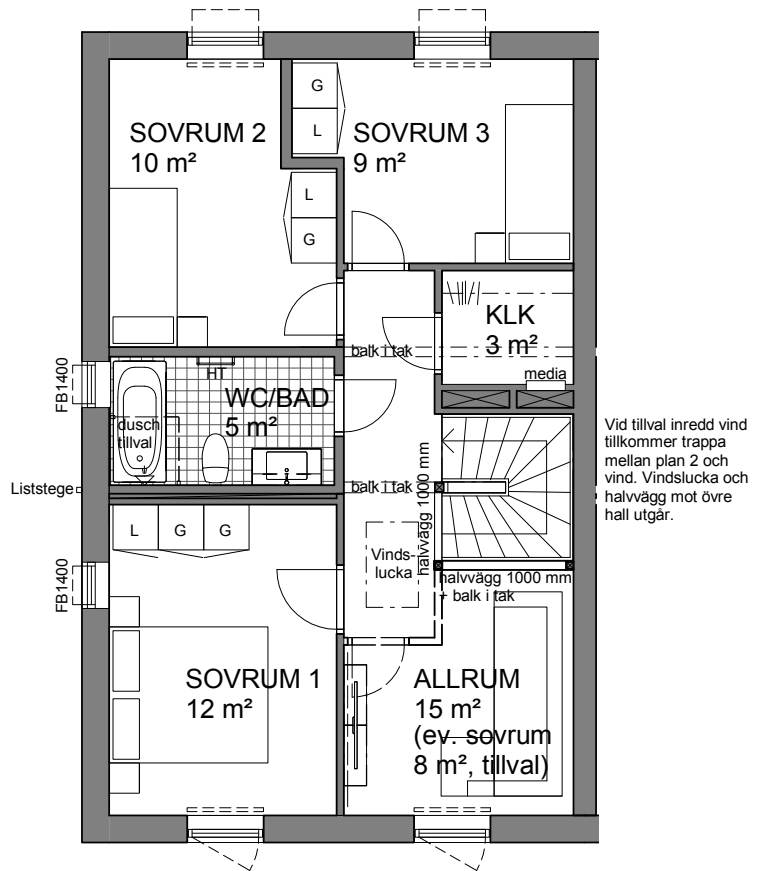 G
L
SOVRUM 2
10 m²
SOVRUM 3
9 m²
L
G
KLK
3 m²
balk i tak
media
FB1400
HT
WC/BAD
5 m²
dusch
tillval
Vid tillval inredd vind
tillkommer trappa
mellan plan 2 och
vind. Vindslucka och
halvvägg mot övre
hall utgår.
Liststege
balk i tak
halvvägg 1000 mm
L G G
Vinds-
lucka
FB1400
halvvägg 1000 mm
+ balk i tak
SOVRUM 1
12 m²
ALLRUM
15 m²
(ev. sovrum
8 m², tillval)